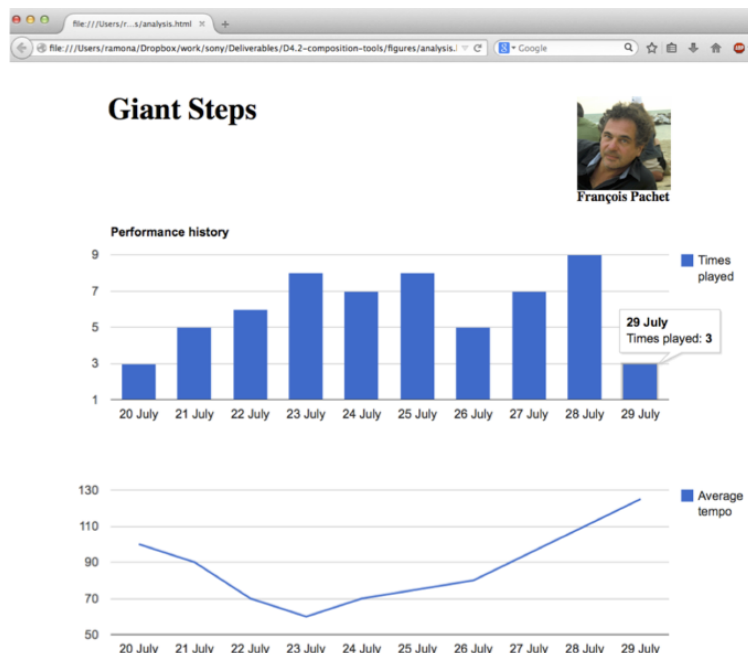 file:///Users/r...s/analysis.html
file:///Users/ramona/Dropbox/work/sony/Deliverables/D4.2-composition-tools/figures/analysis.
Google
Giant Steps
François Pachet
Performance history
9
7
5
3
1
Times
played
29 July
Times played: 3
20 July 21 July 22 July 23 July 24 July 25 July 26 July 27 July 28 July 29 July
130
110
90
70
50
Average
tempo
20 July 21 July 22 July 23 July 24 July 25 July 26 July 27 July 28 July 29 July